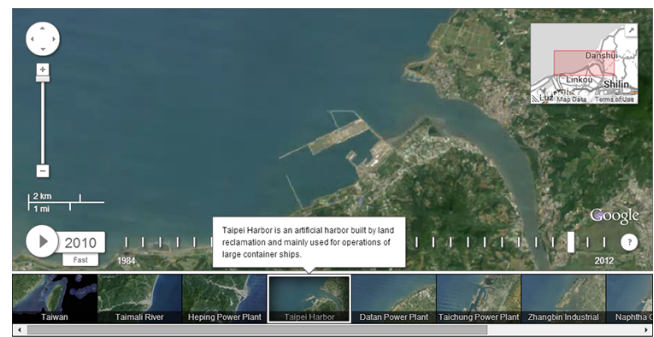 Danshui
Linkou
Shilin
Luz
Map Data
Terms of Use
+
2 km
1 mi
Google
Taipei Harbor is an artificial harbor built by land
reclamation and mainly used for operations of
large container ships.
2010
?
Fast
1984
2012
Taiwan
Taimali River
Heping Power Plant
Taipei Harbor
Datan Power Plant
Taichung Power Plant
Zhangbin Industrial
Naphtha C